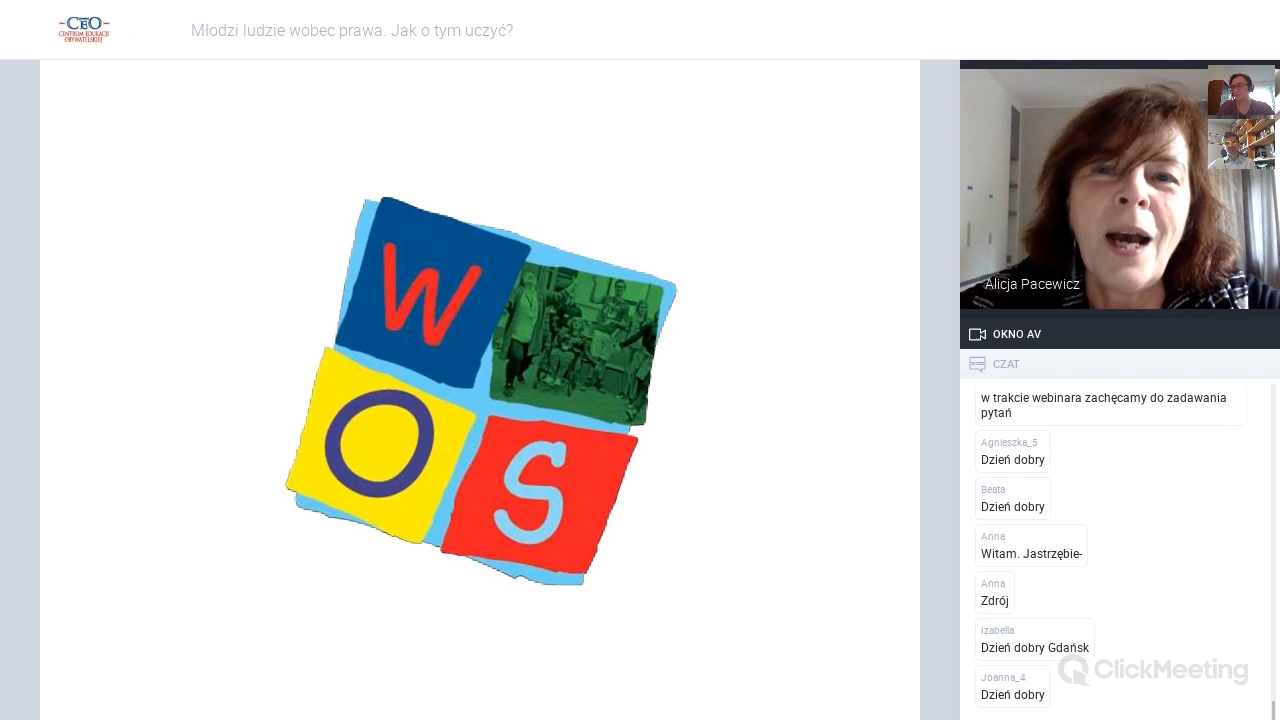 CEO
CENTRUM EDUKACJI
OBYWATELSKIEJ
Młodzi ludzie wobec prawa. Jak o tym uczyć?
W
O
S
Alicja Pacewicz
OKNO AV
CZAT
w trakcie webinara zachęcamy do zadawania
pytań
Agnieszka_5
Dzień dobry
Beata
Dzień dobry
Anna
Witam. Jastrzębie-
Anna
Zdrój
Izabella
Dzień dobry Gdańsk
Joanna_4
Dzień dobry
ClickMeeting